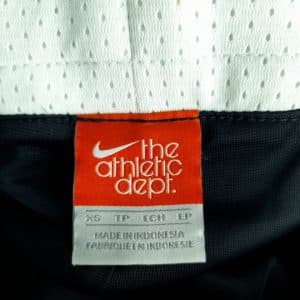 the
athletic
dept.
XS TP ECH EP
MADE IN INDONESIA
FABRIQUE EN INDONESIE